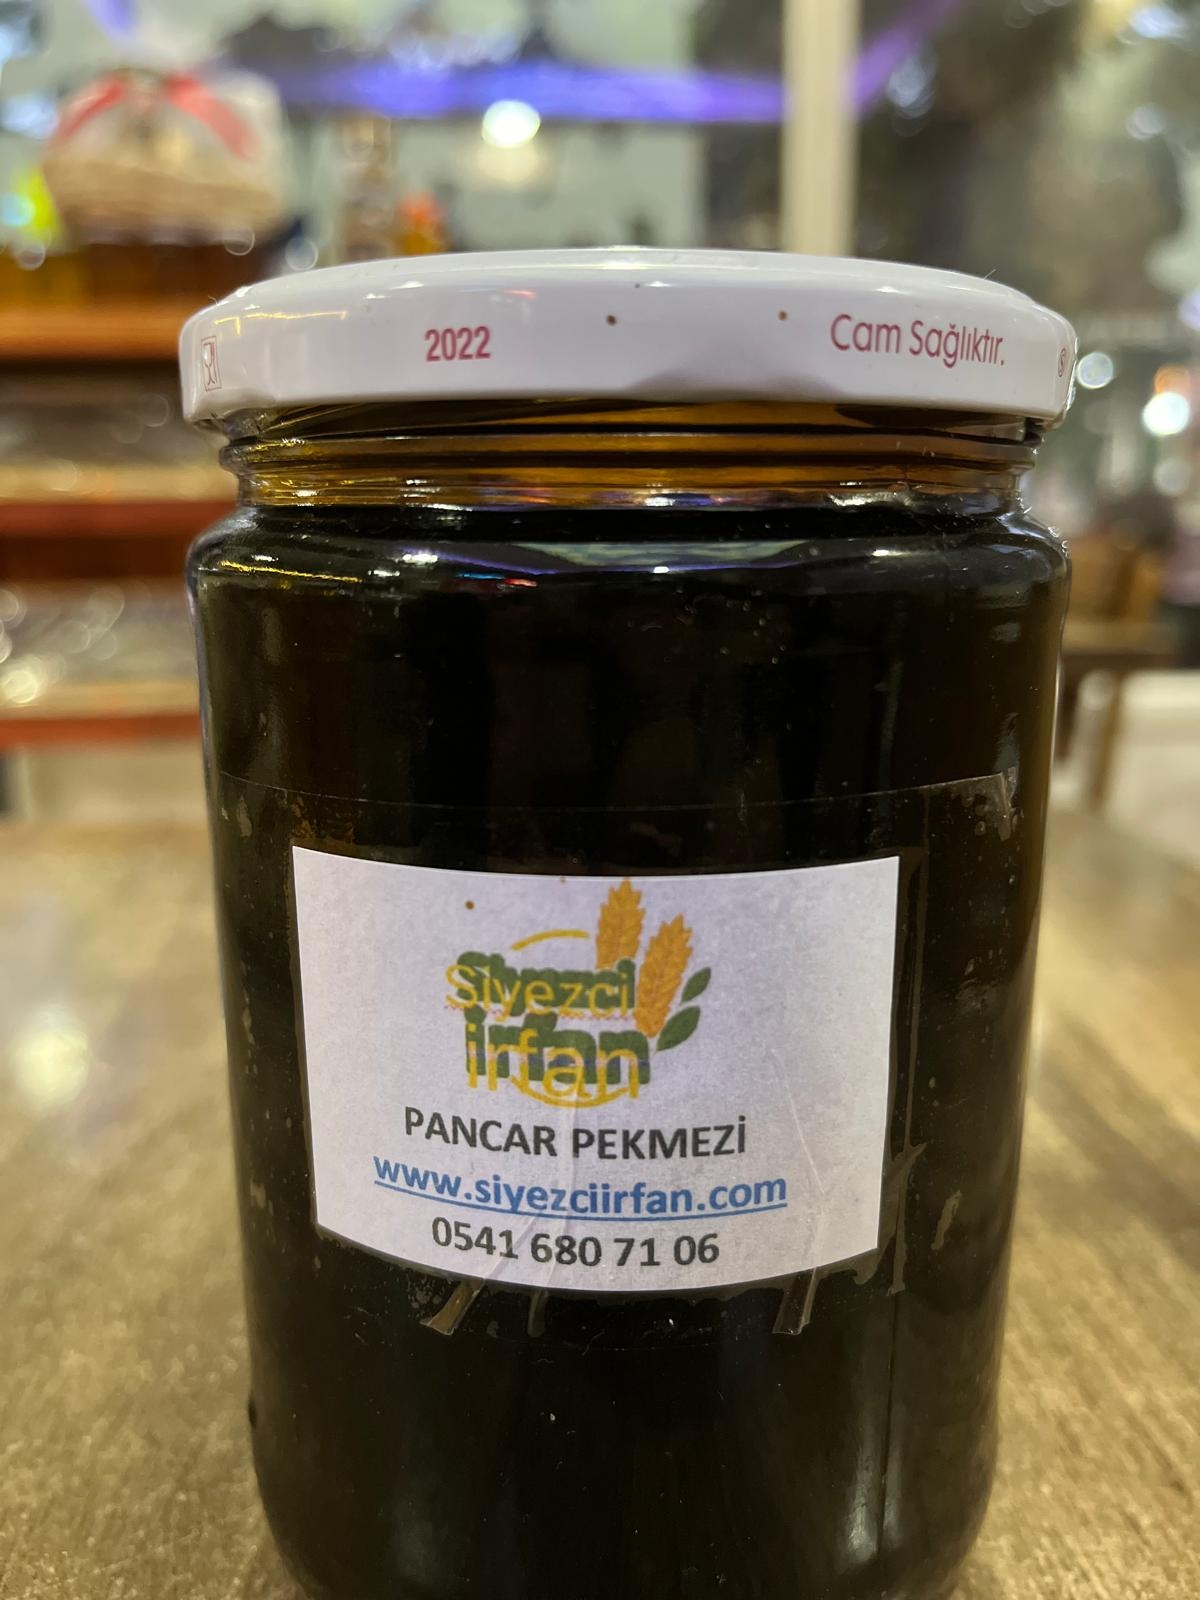 2022
Cam Sağlıktır.
Siyezci
irfan
PANCAR PEKMEZİ
www.siyezciirfan.com
0541 680 71 06